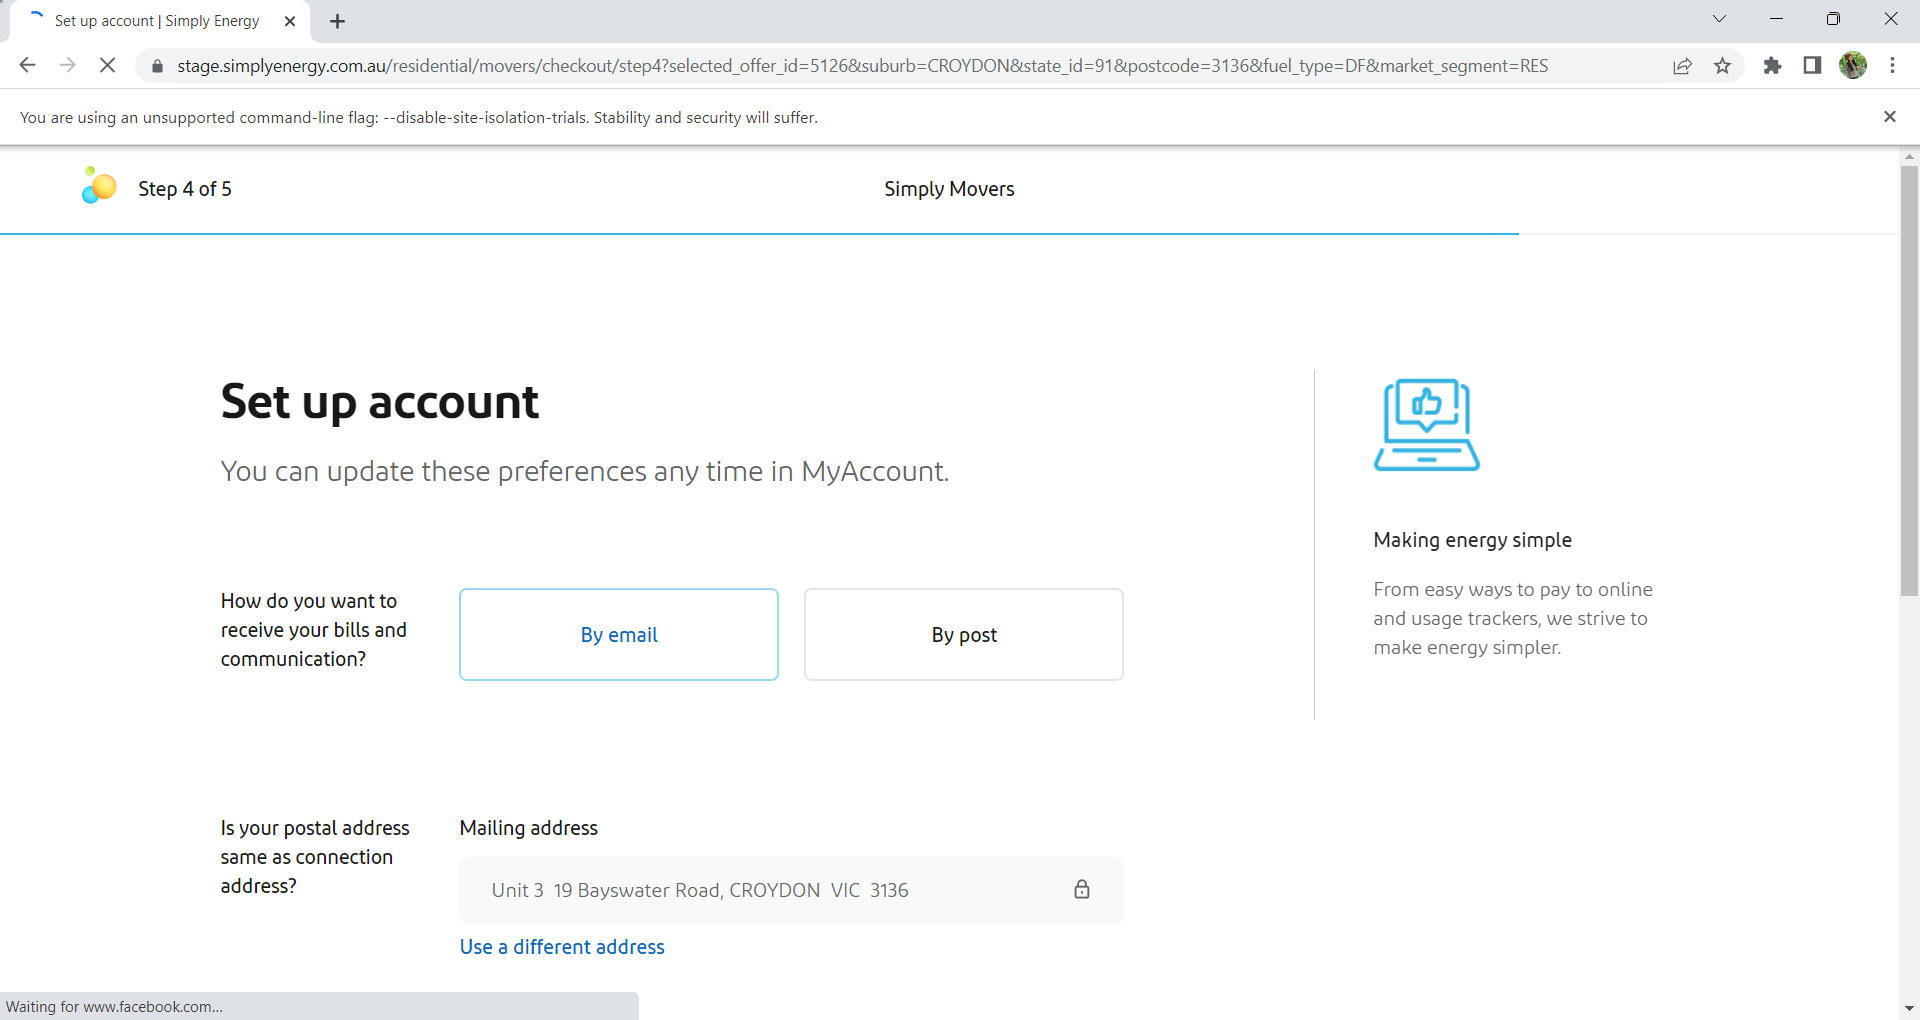 Set up account | Simply Energy
stage.simplyenergy.com.au/residential/movers/checkout/step4?selected_offer_id=5126&suburb=CROYDON&state_id=91&postcode=3136&fuel_type=DF&market_segment=RES
You are using an unsupported command-line flag: --disable-site-isolation-trials. Stability and security will suffer.
Step 4 of 5
Simply Movers
Set up account
You can update these preferences any time in MyAccount.
How do you want to
receive your bills and
communication?
By email
By post
Making energy simple
From easy ways to pay to online
and usage trackers, we strive to
make energy simpler.
Is your postal address
same as connection
address?
Mailing address
Unit 3  19 Bayswater Road, CROYDON  VIC  3136
Use a different address
Waiting for www.facebook.com...